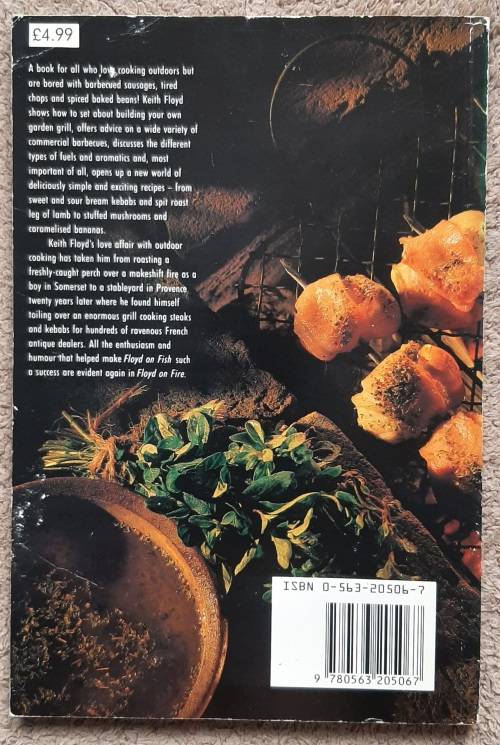 £4.99
A book for all who love cooking outdoors but
are bored with barbecued sausages, tired
chops and spiced baked beans! Keith Floyd
shows how to set about building your own
garden grill, offers advice on a wide variety of
commercial barbecues, discusses the different
types of fuels and aromatics and, most
important of all, opens up a new world of
deliciously simple and exciting recipes – from
sweet and sour bream kebabs and spit roast
leg of lamb to stuffed mushrooms and
caramelised bananas.
Keith Floyd's love affair with outdoor
cooking has taken him from roasting a
freshly-caught perch over a makeshift fire as a
boy in Somerset to a stableyard in Provence
twenty years later where he found himself
toiling over an enormous grill cooking steaks
and kebabs for hundreds of ravenous French
antique dealers. All the enthusiasm and
humour that helped make Floyd on Fish such
a success are evident again in Floyd on Fire.
ISBN 0-563-20506-7
9 780563 205067